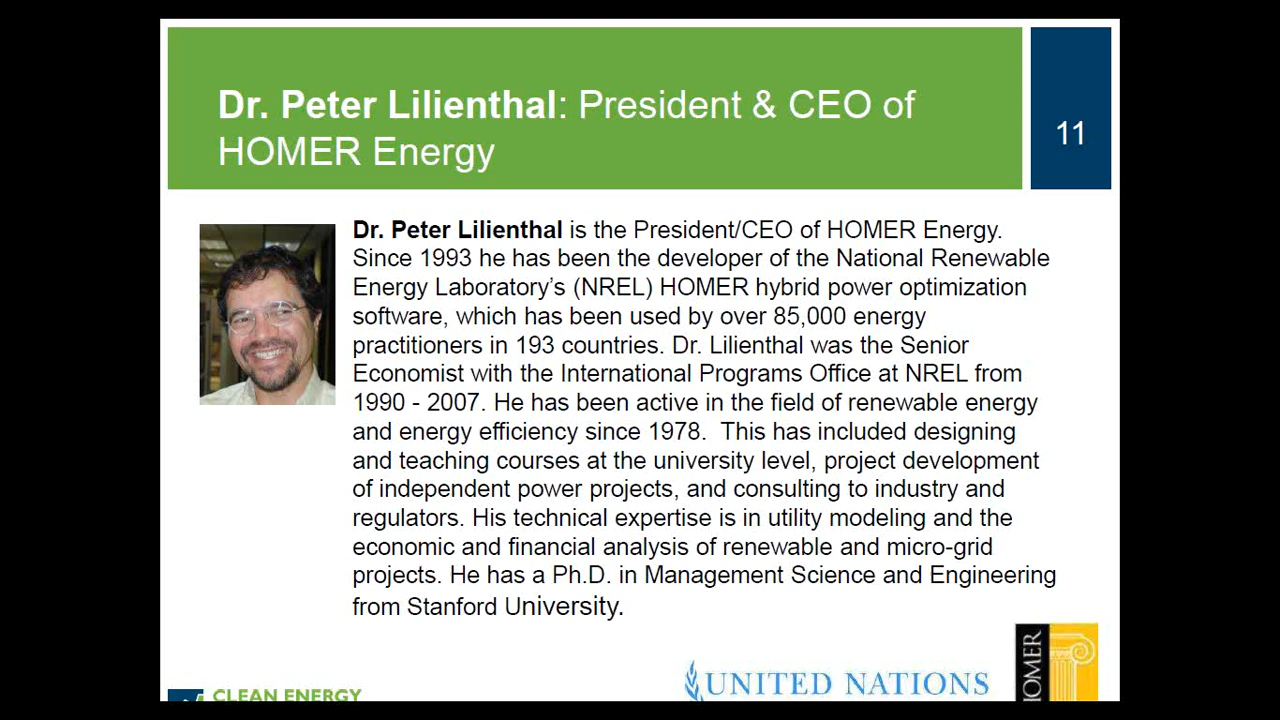 Dr. Peter Lilienthal: President & CEO of
HOMER Energy
11
Dr. Peter Lilienthal is the President/CEO of HOMER Energy.
Since 1993 he has been the developer of the National Renewable
Energy Laboratory's (NREL) HOMER hybrid power optimization
software, which has been used by over 85,000 energy
practitioners in 193 countries. Dr. Lilienthal was the Senior
Economist with the International Programs Office at NREL from
1990 - 2007. He has been active in the field of renewable energy
and energy efficiency since 1978.  This has included designing
and teaching courses at the university level, project development
of independent power projects, and consulting to industry and
regulators. His technical expertise is in utility modeling and the
economic and financial analysis of renewable and micro-grid
projects. He has a Ph.D. in Management Science and Engineering
from Stanford University.
CLEAN ENERGY
UNITED NATIONS
HOMER